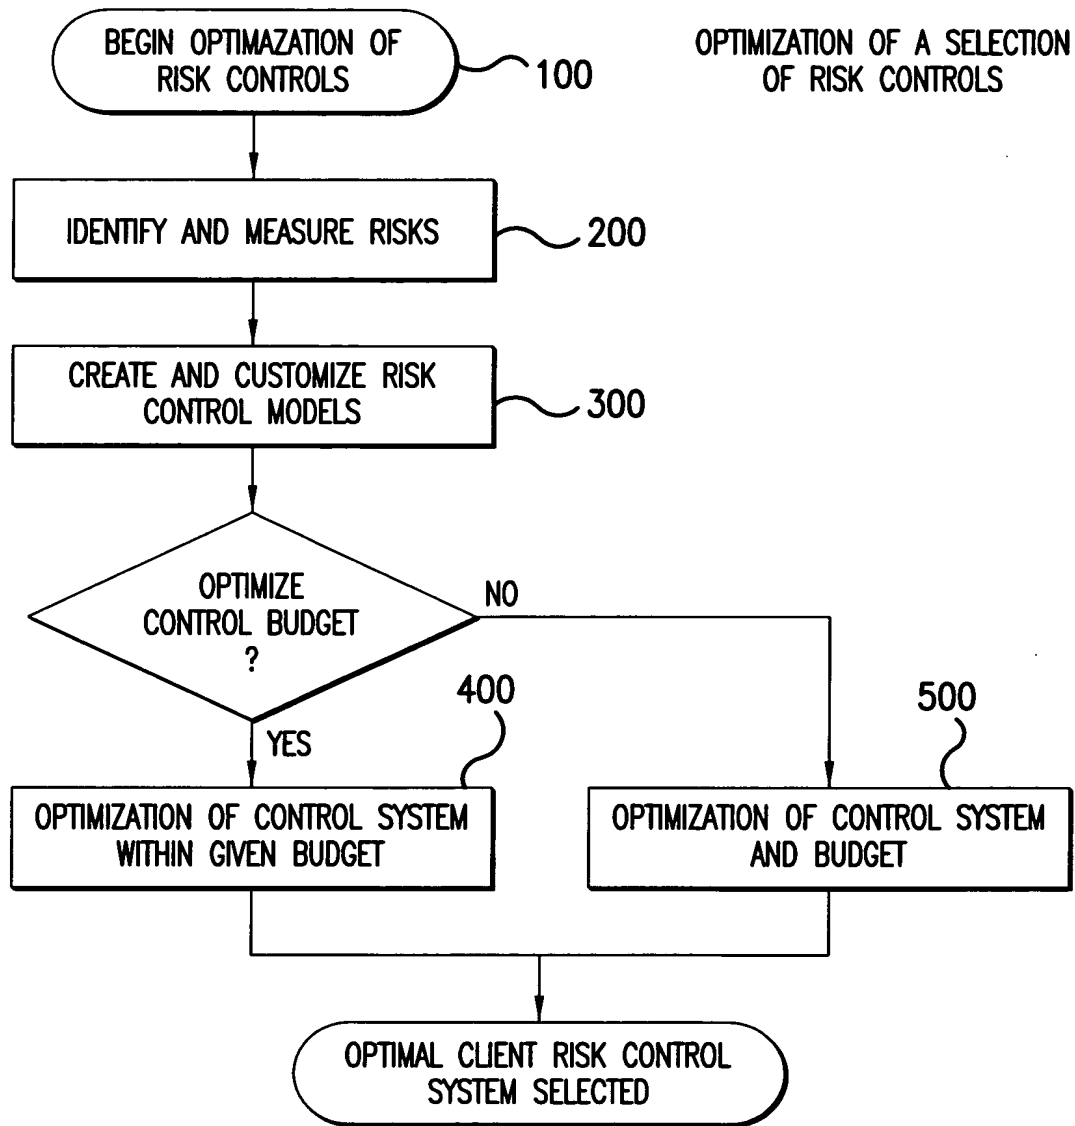 BEGIN OPTIMAZATION OF
RISK CONTROLS
100
OPTIMIZATION OF A SELECTION
OF RISK CONTROLS
IDENTIFY AND MEASURE RISKS
200
CREATE AND CUSTOMIZE RISK
CONTROL MODELS
300
OPTIMIZE
CONTROL BUDGET
?
NO
YES
400
500
OPTIMIZATION OF CONTROL SYSTEM
WITHIN GIVEN BUDGET
OPTIMIZATION OF CONTROL SYSTEM
AND BUDGET
OPTIMAL CLIENT RISK CONTROL
SYSTEM SELECTED